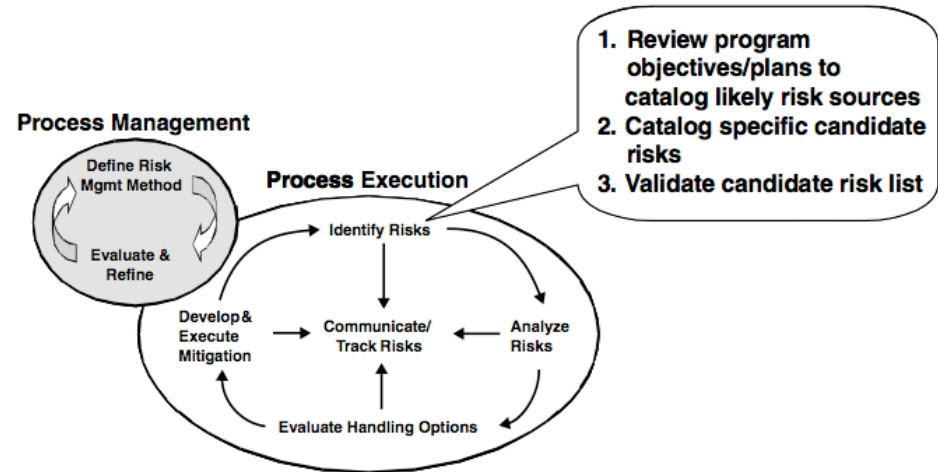 1. Review program
objectives/plans to
catalog likely risk sources
2. Catalog specific candidate
risks
3. Validate candidate risk list
Process Management
Define Risk
Mgmt Method
Evaluate &
Refine
Process Execution
Identify Risks
Develop &
Execute
Mitigation
Communicate/
Track Risks
Analyze
Risks
Evaluate Handling Options